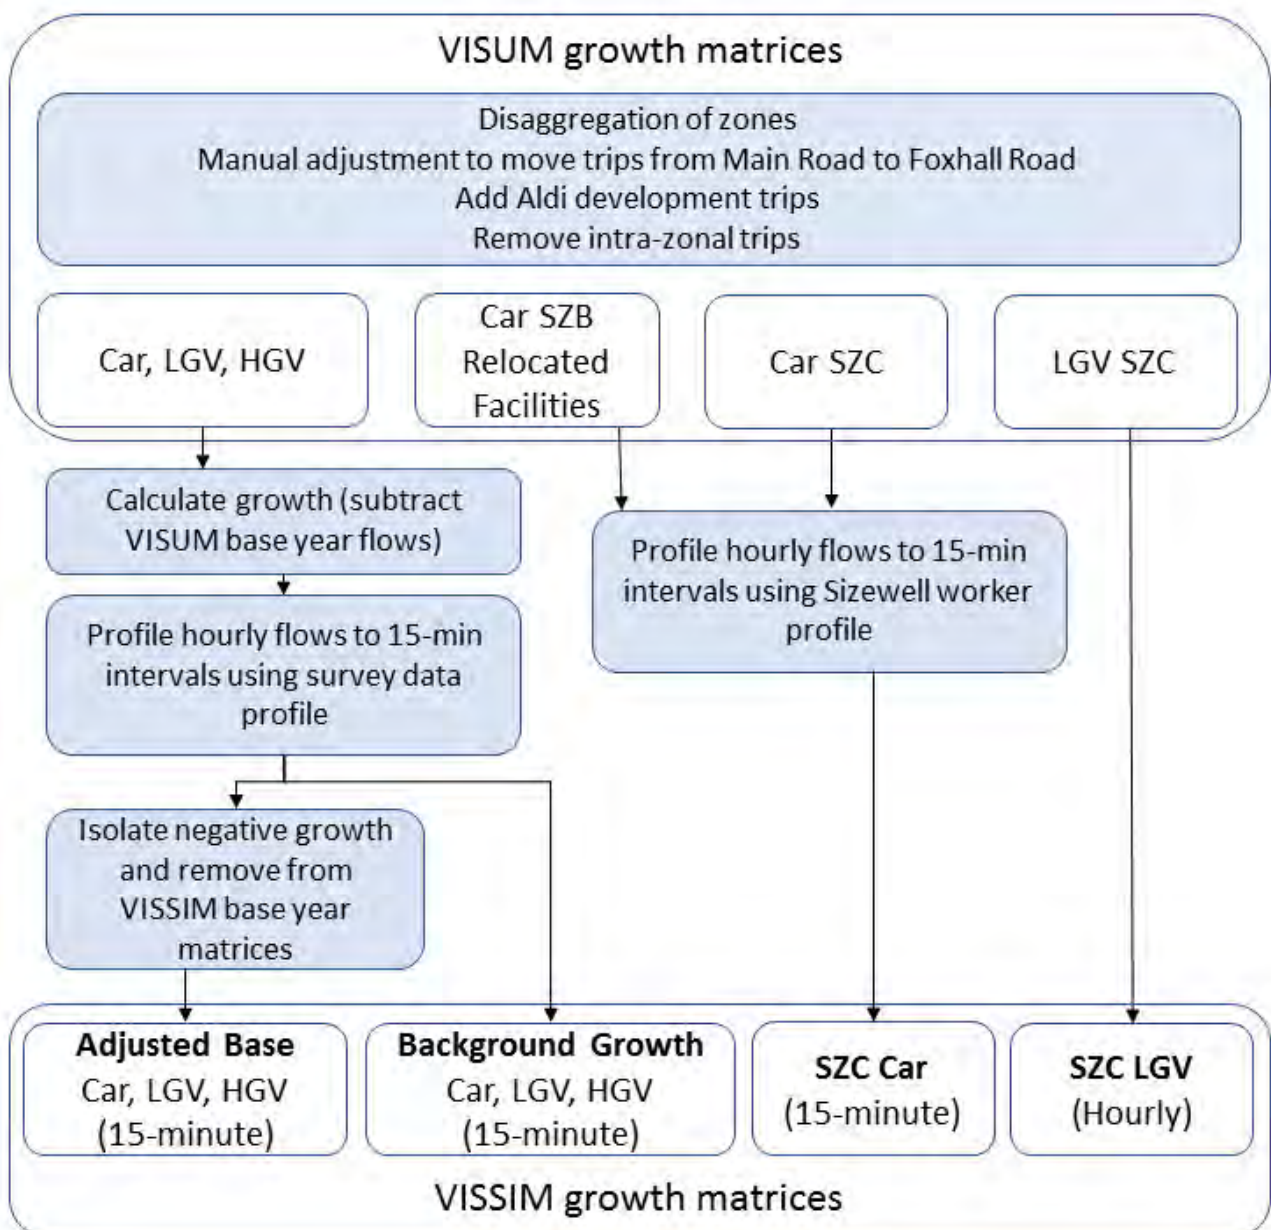 VISUM growth matrices
Disaggregation of zones
Manual adjustment to move trips from Main Road to Foxhall Road
Add Aldi development trips
Remove intra-zonal trips
Car, LGV, HGV
Car SZB
Relocated
Facilities
Car SZC
LGV SZC
Calculate growth (subtract
VISUM base year flows)
Profile hourly flows to 15-min
intervals using Sizewell worker
profile
Profile hourly flows to 15-min
intervals using survey data
profile
Isolate negative growth
and remove from
VISSIM base year
matrices
Adjusted Base
Car, LGV, HGV
(15-minute)
Background Growth
Car, LGV, HGV
(15-minute)
SZC Car
(15-minute)
SZC LGV
(Hourly)
VISSIM growth matrices